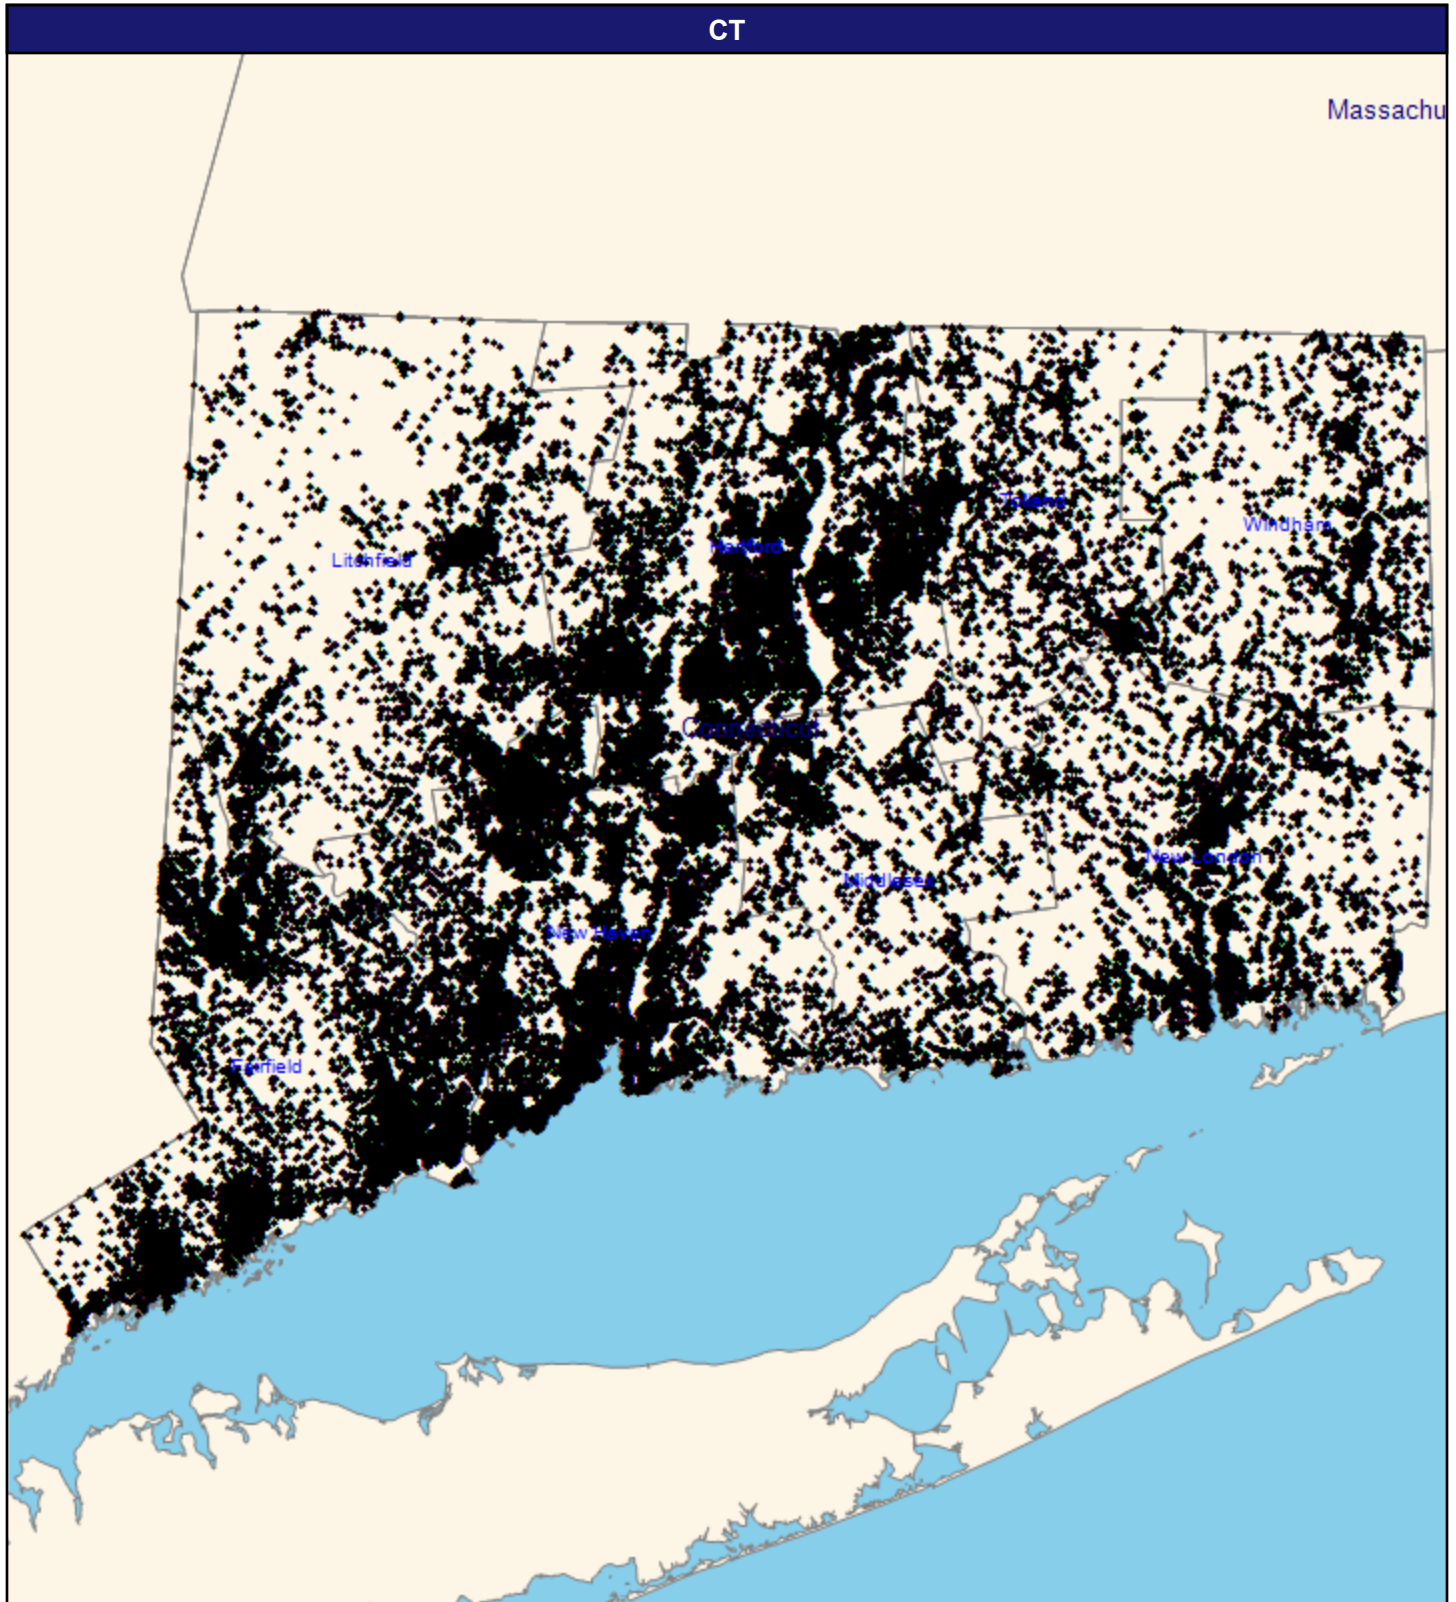 CT
Massachu
Tolland
Windham
Hartford
Litchfield
Connecticut
New London
Middlesex
New Haven
Fairfield